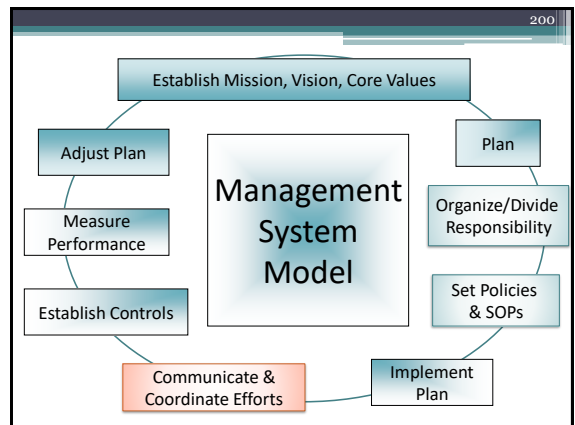 200
Establish Mission, Vision, Core Values
Plan
Organize/Divide
Responsibility
Set Policies
& SOPs
Implement
Plan
Communicate &
Coordinate Efforts
Establish Controls
Measure
Performance
Adjust Plan
Management
System
Model